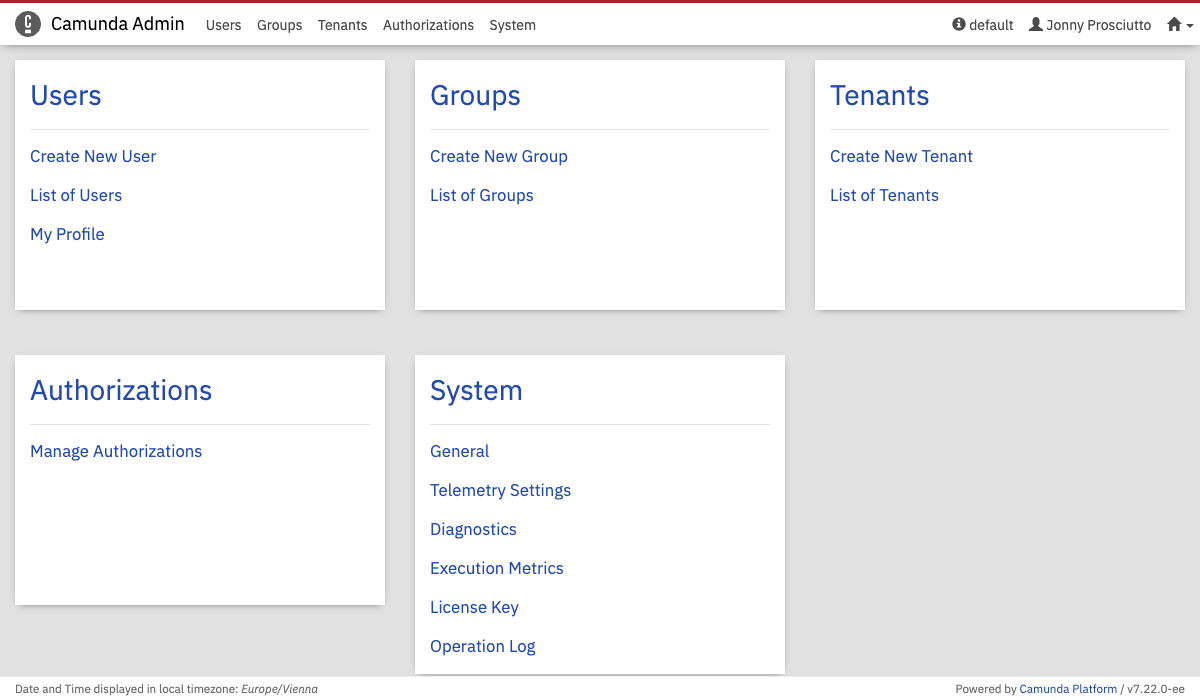 Camunda Admin Users Groups Tenants Authorizations System default Jonny Prosciutto
Users
Create New User
List of Users
My Profile
Groups
Create New Group
List of Groups
Tenants
Create New Tenant
List of Tenants
Authorizations
Manage Authorizations
System
General
Telemetry Settings
Diagnostics
Execution Metrics
License Key
Operation Log
Date and Time displayed in local timezone: Europe/Vienna
Powered by Camunda Platform / v7.22.0-ee